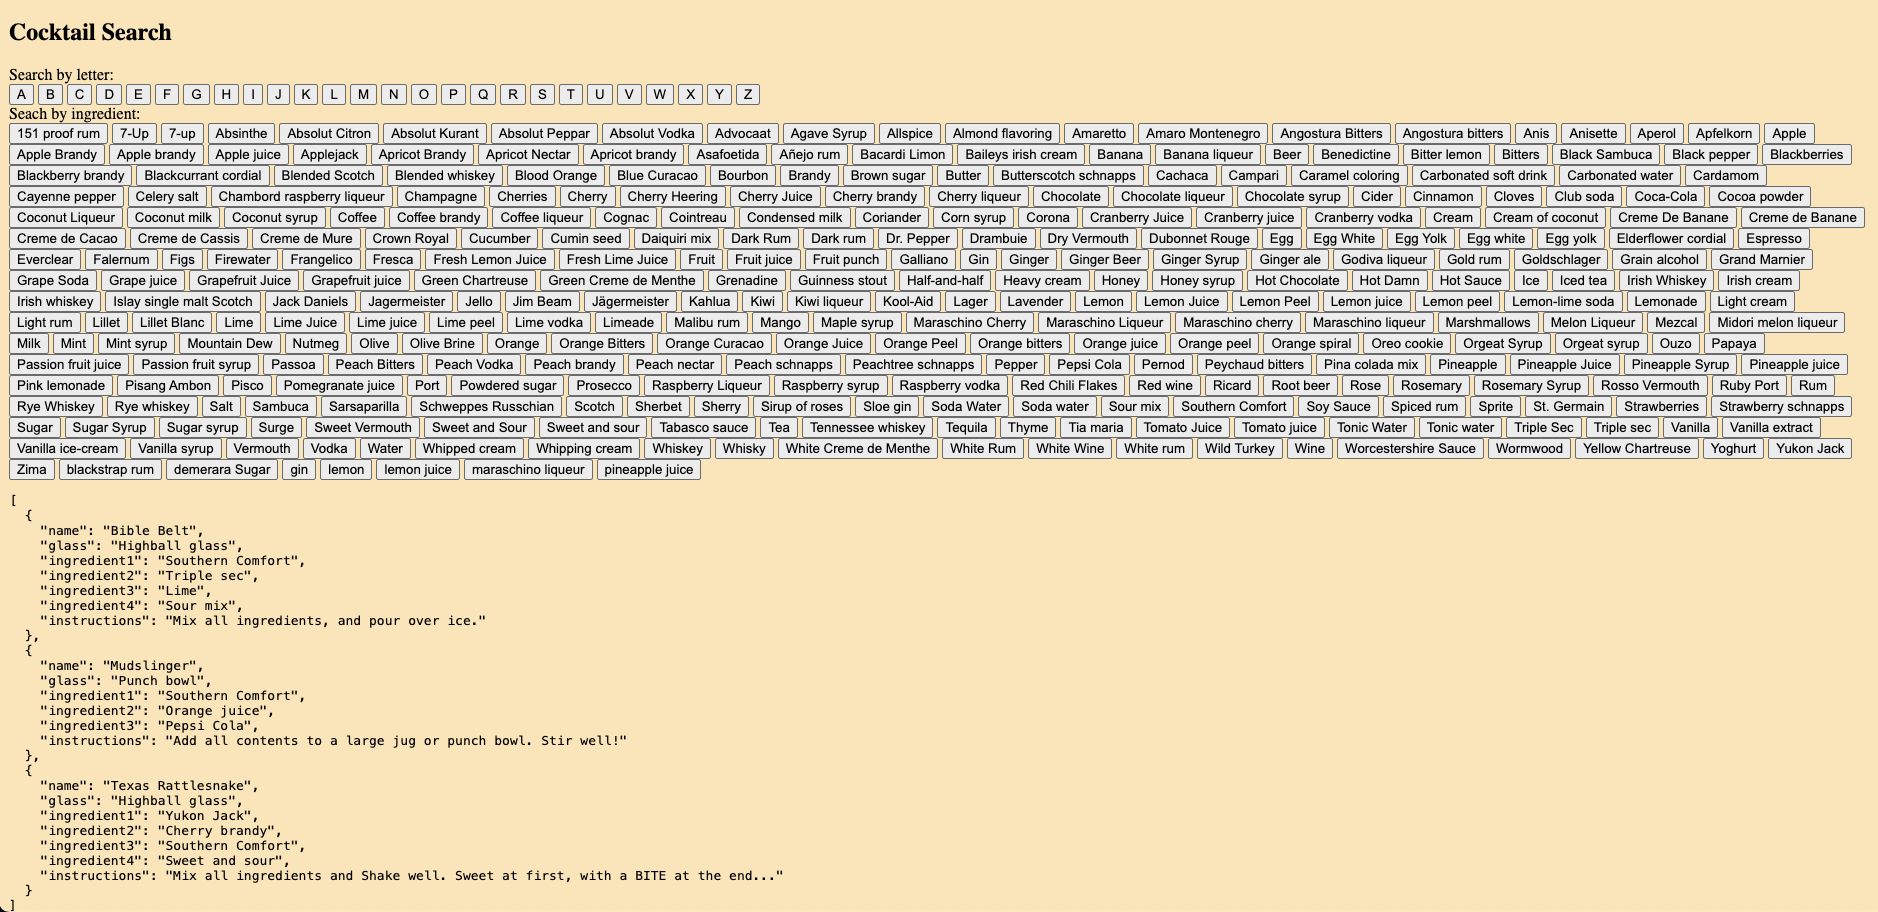 Cocktail Search
Search by letter:
A B C D E F G H I J K L M N O P Q R S T U V W X Y Z
Seach by ingredient:
151 proof rum 7-Up 7-up Absinthe Absolut Citron Absolut Kurant Absolut Peppar Absolut Vodka Advocaat Agave Syrup Allspice Almond flavoring Amaretto Amaro Montenegro Angostura Bitters Angostura bitters Anis Anisette Aperol Apfelkorn Apple
Apple Brandy Apple brandy Apple juice Applejack Apricot Brandy Apricot Nectar Apricot brandy Asafoetida Añejo rum Bacardi Limon Baileys irish cream Banana Banana liqueur Beer Benedictine Bitter lemon Bitters Black Sambuca Black pepper Blackberries
Blackberry brandy Blackcurrant cordial Blended Scotch Blended whiskey Blood Orange Blue Curacao Bourbon Brandy Brown sugar Butter Butterscotch schnapps Cachaca Campari Caramel coloring Carbonated soft drink Carbonated water Cardamom
Cayenne pepper Celery salt Chambord raspberry liqueur Champagne Cherries Cherry Cherry Heering Cherry Juice Cherry brandy Cherry liqueur Chocolate Chocolate liqueur Chocolate syrup Cider Cinnamon Cloves Club soda Coca-Cola Cocoa powder
Coconut Liqueur Coconut milk Coconut syrup Coffee Coffee brandy Coffee liqueur Cognac Cointreau Condensed milk Coriander Corn syrup Corona Cranberry Juice Cranberry juice Cranberry vodka Cream Cream of coconut Creme De Banane Creme de Banane
Creme de Cacao Creme de Cassis Creme de Mure Crown Royal Cucumber Cumin seed Daiquiri mix Dark Rum Dark rum Dr. Pepper Drambuie Dry Vermouth Dubonnet Rouge Egg Egg White Egg Yolk Egg white Egg yolk Elderflower cordial Espresso
Everclear Falernum Figs Firewater Frangelico Fresca Fresh Lemon Juice Fresh Lime Juice Fruit Fruit juice Fruit punch Galliano Gin Ginger Ginger Beer Ginger Syrup Ginger ale Godiva liqueur Gold rum Goldschlager Grain alcohol Grand Marnier
Grape Soda Grape juice Grapefruit Juice Grapefruit juice Green Chartreuse Green Creme de Menthe Grenadine Guinness stout Half-and-half Heavy cream Honey Honey syrup Hot Chocolate Hot Damn Hot Sauce Ice Iced tea Irish Whiskey Irish cream
Irish whiskey Islay single malt Scotch Jack Daniels Jagermeister Jello Jim Beam Jägermeister Kahlua Kiwi Kiwi liqueur Kool-Aid Lager Lavender Lemon Lemon Juice Lemon Peel Lemon juice Lemon peel Lemon-lime soda Lemonade Light cream
Light rum Lillet Lillet Blanc Lime Lime Juice Lime juice Lime peel Lime vodka Limeade Malibu rum Mango Maple syrup Maraschino Cherry Maraschino Liqueur Maraschino cherry Maraschino liqueur Marshmallows Melon Liqueur Mezcal Midori melon liqueur
Milk Mint Mint syrup Mountain Dew Nutmeg Olive Olive Brine Orange Orange Bitters Orange Curacao Orange Juice Orange Peel Orange bitters Orange juice Orange peel Orange spiral Oreo cookie Orgeat Syrup Orgeat syrup Ouzo Papaya
Passion fruit juice Passion fruit syrup Passoa Peach Bitters Peach Vodka Peach brandy Peach nectar Peach schnapps Peachtree schnapps Pepper Pepsi Cola Pernod Peychaud bitters Pina colada mix Pineapple Pineapple Juice Pineapple Syrup Pineapple juice
Pink lemonade Pisang Ambon Pisco Pomegranate juice Port Powdered sugar Prosecco Raspberry Liqueur Raspberry syrup Raspberry vodka Red Chili Flakes Red wine Ricard Root beer Rose Rosemary Rosemary Syrup Rosso Vermouth Ruby Port Rum
Rye Whiskey Rye whiskey Salt Sambuca Sarsaparilla Schweppes Russchian Scotch Sherbet Sherry Sirup of roses Sloe gin Soda Water Soda water Sour mix Southern Comfort Soy Sauce Spiced rum Sprite St. Germain Strawberries Strawberry schnapps
Sugar Sugar Syrup Sugar syrup Surge Sweet Vermouth Sweet and Sour Sweet and sour Tabasco sauce Tea Tennessee whiskey Tequila Thyme Tia maria Tomato Juice Tomato juice Tonic Water Tonic water Triple Sec Triple sec Vanilla Vanilla extract
Vanilla ice-cream Vanilla syrup Vermouth Vodka Water Whipped cream Whipping cream Whiskey Whisky White Creme de Menthe White Rum White Wine White rum Wild Turkey Wine Worcestershire Sauce Wormwood Yellow Chartreuse Yoghurt Yukon Jack
Zima blackstrap rum demerara Sugar gin lemon lemon juice maraschino liqueur pineapple juice
[
  {
    "name": "Bible Belt",
    "glass": "Highball glass",
    "ingredient1": "Southern Comfort",
    "ingredient2": "Triple sec",
    "ingredient3": "Lime",
    "ingredient4": "Sour mix",
    "instructions": "Mix all ingredients, and pour over ice."
  },
  {
    "name": "Mudslinger",
    "glass": "Punch bowl",
    "ingredient1": "Southern Comfort",
    "ingredient2": "Orange juice",
    "ingredient3": "Pepsi Cola",
    "instructions": "Add all contents to a large jug or punch bowl. Stir well!"
  },
  {
    "name": "Texas Rattlesnake",
    "glass": "Highball glass",
    "ingredient1": "Yukon Jack",
    "ingredient2": "Cherry brandy",
    "ingredient3": "Southern Comfort",
    "ingredient4": "Sweet and sour",
    "instructions": "Mix all ingredients and Shake well. Sweet at first, with a BITE at the end..."
  }
]